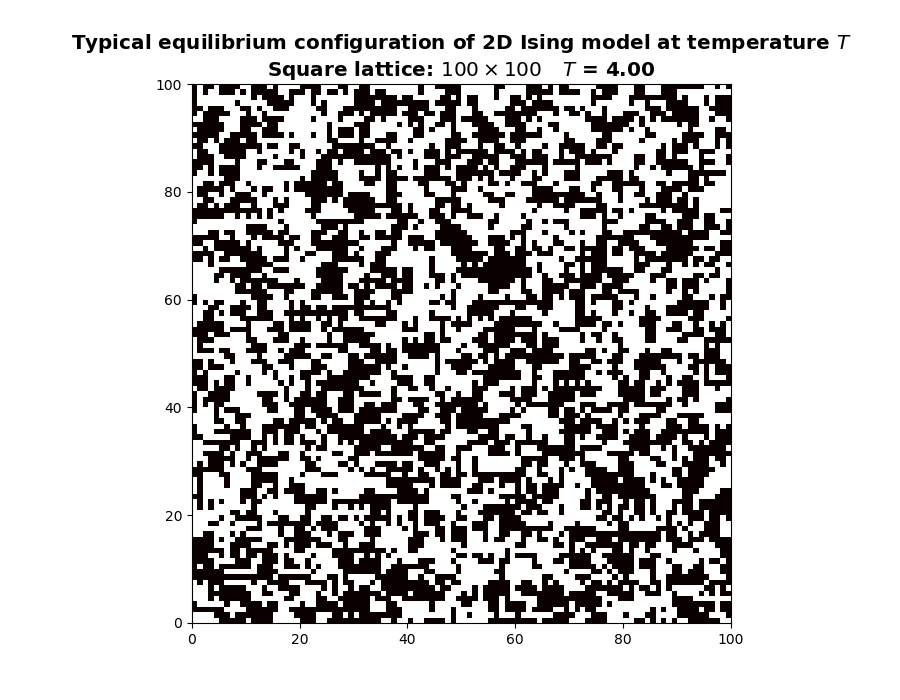 Typical equilibrium configuration of 2D Ising model at temperature T
Square lattice: 100 × 100 T = 4.00
100
80
60
40
20
0
0 20 40 60 80 100